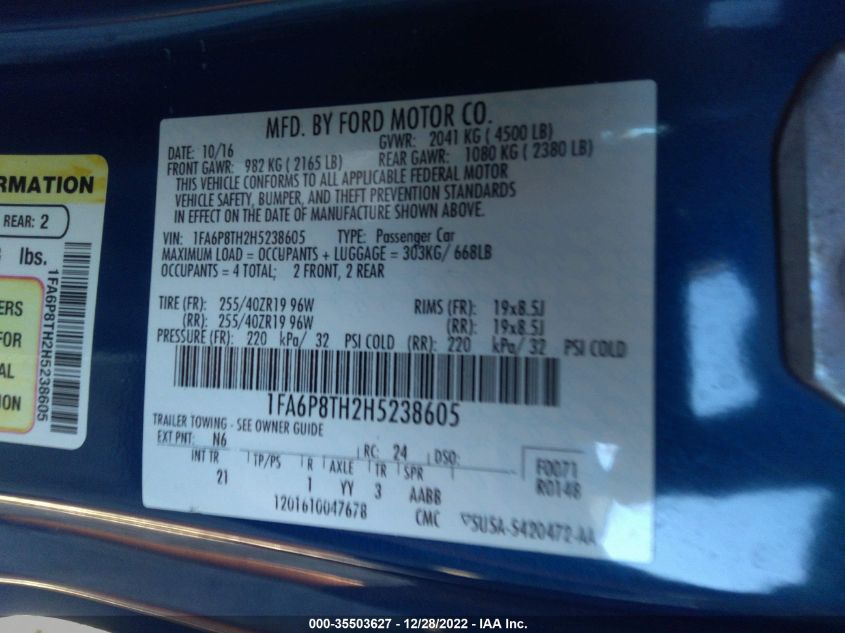 MFD. BY FORD MOTOR CO.
DATE: 10/16
GVWR: 2041 KG ( 4500 LB)
FRONT GAWR: 982 KG ( 2165 LB)
REAR GAWR: 1080 KG ( 2380 LB)
THIS VEHICLE CONFORMS TO ALL APPLICABLE FEDERAL MOTOR
VEHICLE SAFETY, BUMPER, AND THEFT PREVENTION STANDARDS
IN EFFECT ON THE DATE OF MANUFACTURE SHOWN ABOVE.
VIN: 1FA6P8TH2H5238605 TYPE: Passenger Car
MAXIMUM LOAD = OCCUPANTS + LUGGAGE = 303KG/ 668LB
OCCUPANTS = 4 TOTAL; 2 FRONT, 2 REAR
TIRE (FR): 255/40ZR19 96W RIMS (FR): 19x8.5J
(RR): 255/40ZR19 96W (RR): 19x8.5J
PRESSURE (FR): 220 kPa/ 32 PSI COLD (RR): 220 kPa/ 32 PSI COLD
1FA6P8TH2H5238605
TRAILER TOWING - SEE OWNER GUIDE
EXT PNT: N6 RC: 24 DSO:
INT TR TP/PS R AXLE TR SPR
21 1 YY 3 AABB
F0071
R0148
1201610047678 CMC SUSA-5420472-AA
RMATION
REAR: 2
lbs.
ERS
FOR
AL
ION
1FA6P8TH2H5238605
000-35503627 - 12/28/2022 - IAA Inc.